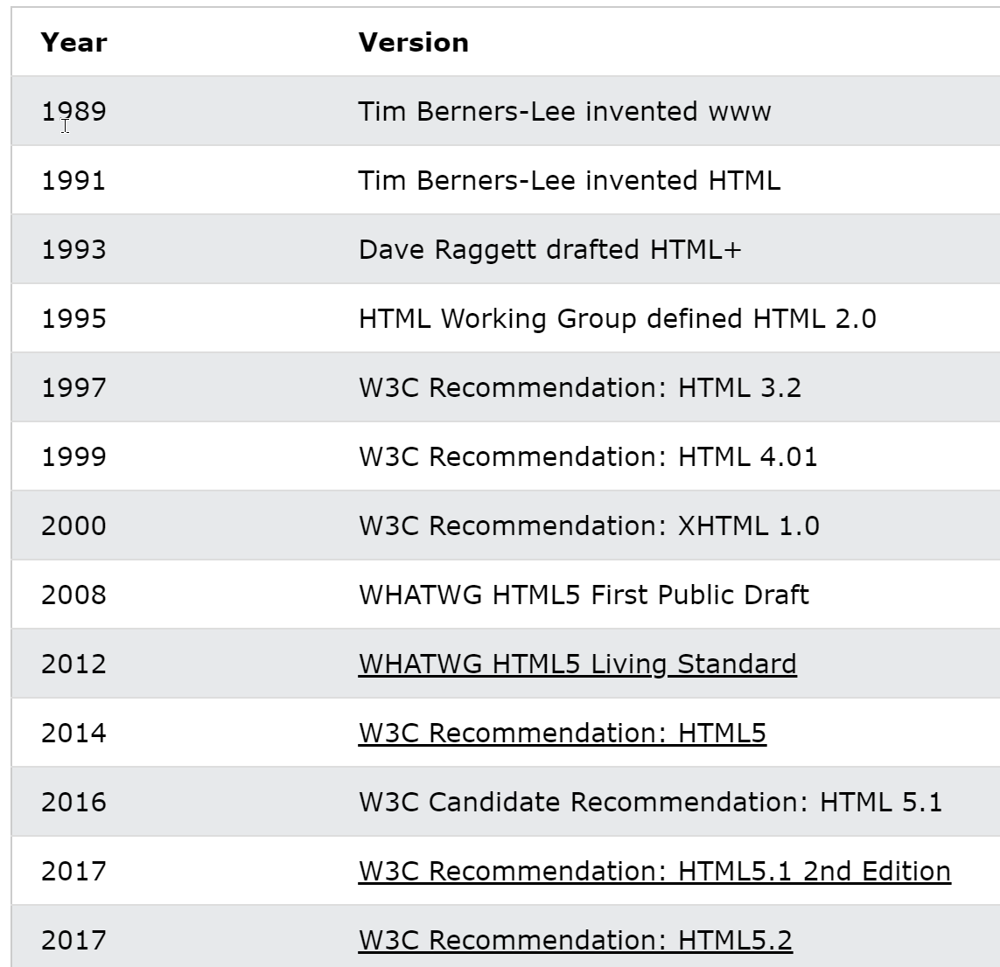 Year Version
1989 Tim Berners-Lee invented www
1991 Tim Berners-Lee invented HTML
1993 Dave Raggett drafted HTML+
1995 HTML Working Group defined HTML 2.0
1997 W3C Recommendation: HTML 3.2
1999 W3C Recommendation: HTML 4.01
2000 W3C Recommendation: XHTML 1.0
2008 WHATWG HTML5 First Public Draft
2012 WHATWG HTML5 Living Standard
2014 W3C Recommendation: HTML5
2016 W3C Candidate Recommendation: HTML 5.1
2017 W3C Recommendation: HTML5.1 2nd Edition
2017 W3C Recommendation: HTML5.2